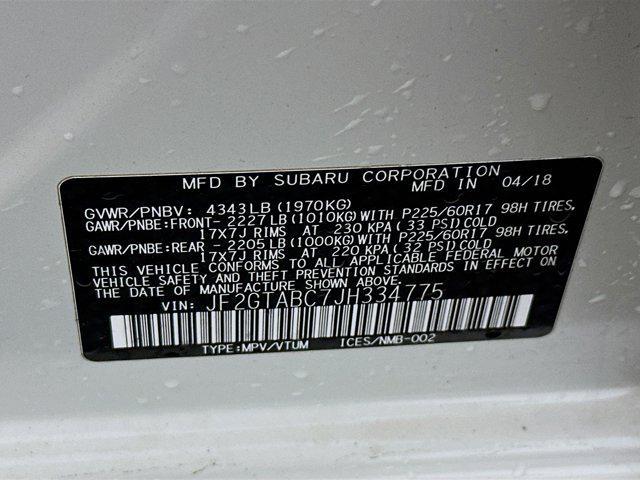 MFD BY SUBARU CORPORATION
MFD IN 04/18
GVWR/PNBV: 4343LB (1970KG)
GAWR/PNBE:FRONT-2227LB (1010KG) WITH P225/60R17 98H TIRES,
17X7J RIMS AT 230 KPA (33 PSI) COLD
GAWR/PNBE:REAR -2205LB (1000KG) WITH P225/60R17 98H TIRES,
17X7J RIMS AT 220 KPA (32 PSI) COLD
THIS VEHICLE CONFORMS TO ALL APPLICABLE FEDERAL MOTOR
VEHICLE SAFETY AND THEFT PREVENTION STANDARDS IN EFFECT ON
THE DATE OF MANUFACTURE SHOWN ABOVE.
VIN: JF2GTABC7JH334775
TYPE:MPV/VTUM ICES/NMB-002